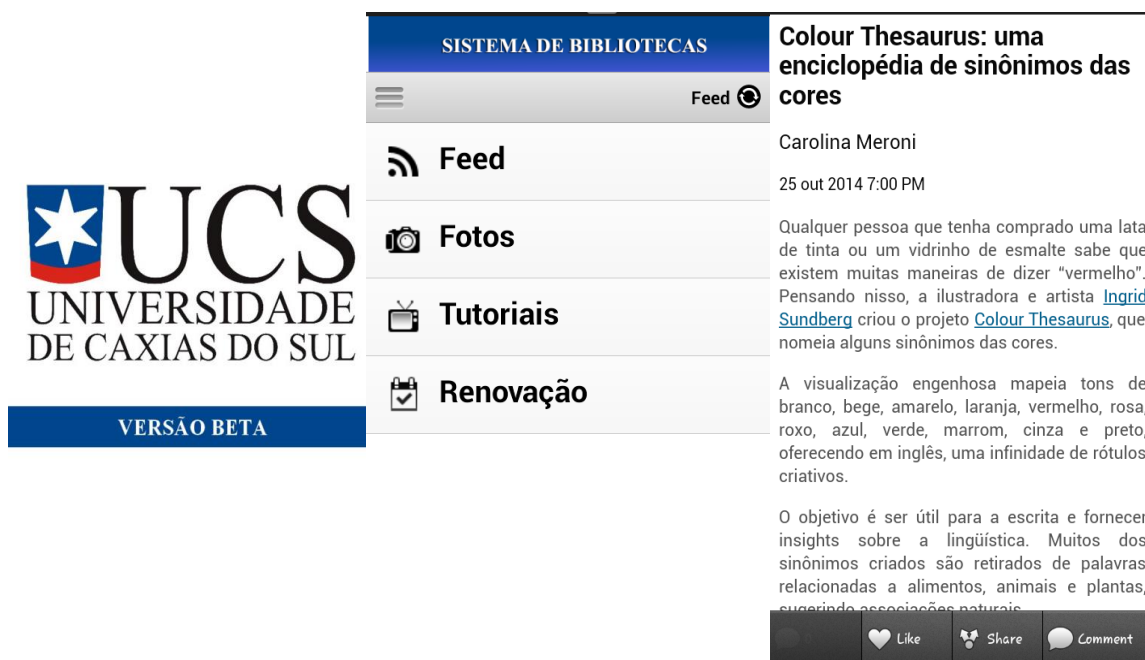 UCS
UNIVERSIDADE
DE CAXIAS DO SUL
VERSÃO BETA
SISTEMA DE BIBLIOTECAS
Feed
Feed
Fotos
Tutoriais
Renovação
Colour Thesaurus: uma
enciclopédia de sinônimos das
cores
Carolina Meroni
25 out 2014 7:00 PM
Qualquer pessoa que tenha comprado uma lata
de tinta ou um vidrinho de esmalte sabe que
existem muitas maneiras de dizer “vermelho”.
Pensando nisso, a ilustradora e artista Ingrid
Sundberg criou o projeto Colour Thesaurus, que
nomeia alguns sinônimos das cores.
A visualização engenhosa mapeia tons de
branco, bege, amarelo, laranja, vermelho, rosa,
roxo, azul, verde, marrom, cinza e preto,
oferecendo em inglês, uma infinidade de rótulos
criativos.
O objetivo é ser útil para a escrita e fornecer
insights sobre a lingüística. Muitos dos
sinônimos criados são retirados de palavras
relacionadas a alimentos, animais e plantas,
sugerindo associações naturais
Like Share Comment